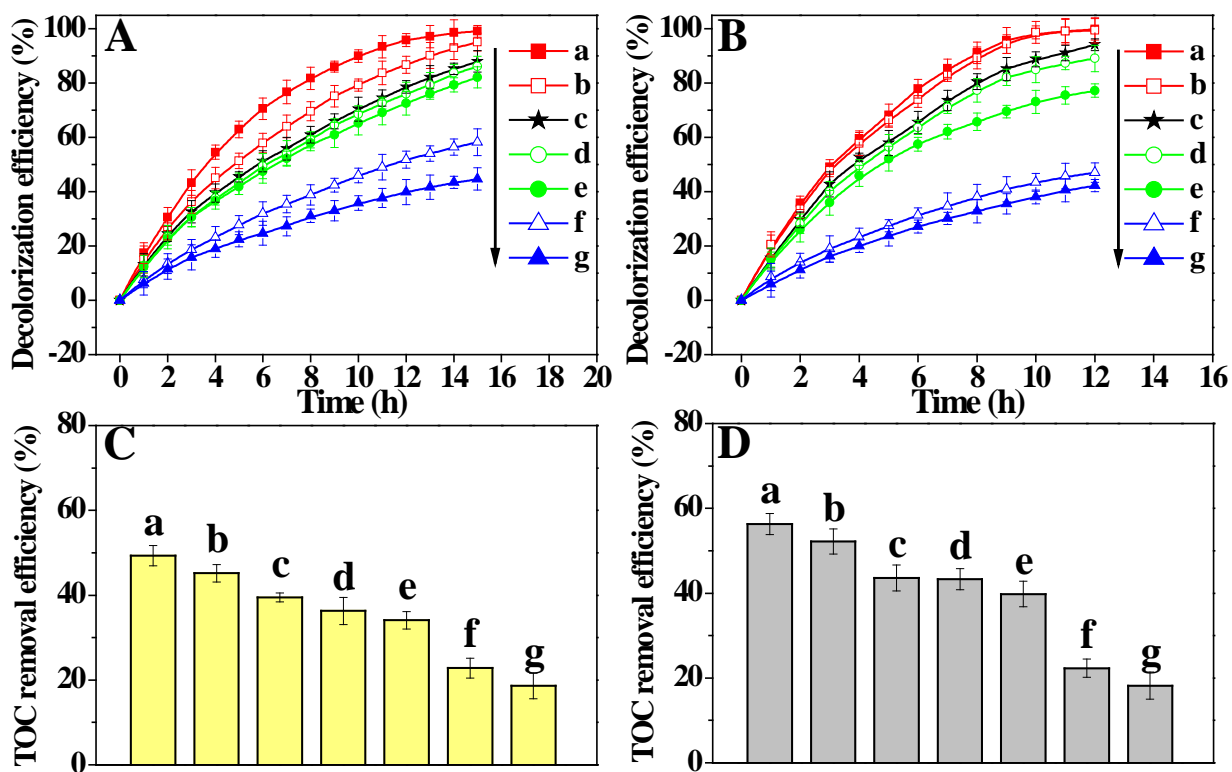 A
Decolorization efficiency (%)
100
80
60
40
20
0
-20
0 2 4 6 8 10 12 14 16 18 20
Time (h)
a
b
c
d
e
f
g
B
Decolorization efficiency (%)
100
80
60
40
20
0
-20
0 2 4 6 8 10 12 14 16
Time (h)
a
b
c
d
e
f
g
C
TOC removal efficiency (%)
80
60
40
20
0
a b c d e f g
D
TOC removal efficiency (%)
80
60
40
20
0
a b c d e f g